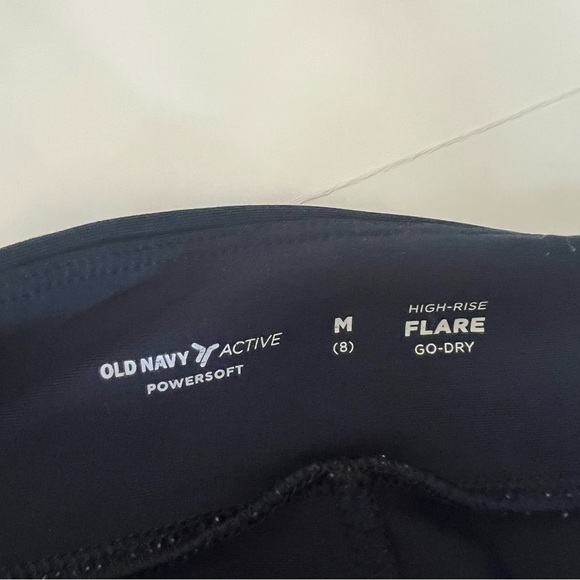 OLD NAVY ACTIVE
POWERSOFT
M
(8)
HIGH-RISE
FLARE
GO-DRY